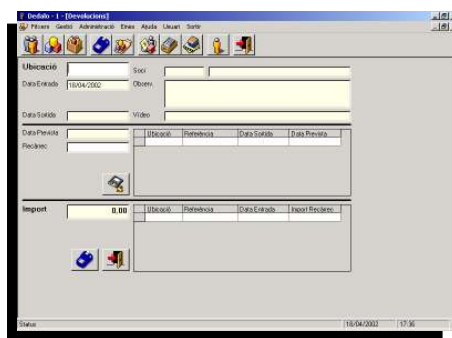 Dedalo - 1 - [Devolucions]
Fitxers Gestió Administració Eines Ajuda Usuari Sortir
Ubicació Soci
Data Entrada 18/04/2002 Observ.
Data Sortida Vídeo
Data Prevista
Recàrrec
Ubicació Referència Data Sortida Data Prevista
Import 0,00
Ubicació Referència Data Entrada Import Recàrrec
Status 18/04/2002 17:36